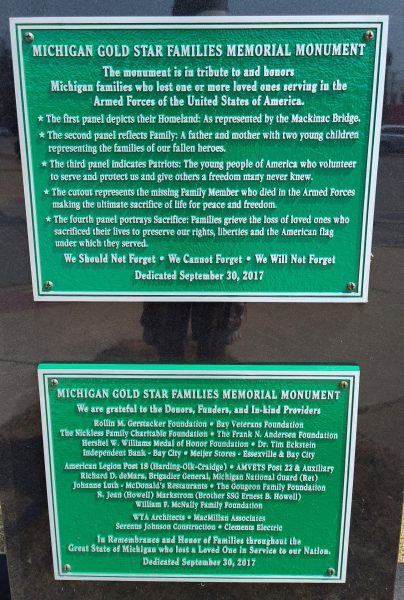 MICHIGAN GOLD STAR FAMILIES MEMORIAL MONUMENT
The monument is in tribute to and honors
Michigan families who lost one or more loved ones serving in the
Armed Forces of the United States of America.
★ The first panel depicts their Homeland: As represented by the Mackinac Bridge.
★ The second panel reflects Family: A father and mother with two young children
representing the families of our fallen heroes.
★ The third panel indicates Patriots: The young people of America who volunteer
to serve and protect us and give others a freedom many never knew.
★ The cutout represents the missing Family Member who died in the Armed Forces
making the ultimate sacrifice of life for peace and freedom.
★ The fourth panel portrays Sacrifice: Families grieve the loss of loved ones who
sacrificed their lives to preserve our rights, liberties and the American flag
under which they served.
We Should Not Forget • We Cannot Forget • We Will Not Forget
Dedicated September 30, 2017
MICHIGAN GOLD STAR FAMILIES MEMORIAL MONUMENT
We are grateful to the Donors, Funders, and In-kind Providers
Rollin M. Gerstacker Foundation • Bay Veterans Foundation
The Nickless Family Charitable Foundation • The Frank N. Andersen Foundation
Hershel W. Williams Medal of Honor Foundation • Dr. Tim Eckstein
Independent Bank - Bay City • Meijer Stores - Essexville & Bay City
American Legion Post 18 (Harding-Olk-Craidge) • AMVETS Post 22 & Auxiliary
Richard D. deMara, Brigadier General, Michigan National Guard (Ret)
Johanna Luth • McDonald's Restaurants • The Gougeon Family Foundation
N. Jean (Howell) Markstrom (Brother SSG Ernest B. Howell)
William F. McNally Family Foundation
WTA Architects • MacMillan Associates
Serenus Johnson Construction • Clements Electric
In Remembrance and Honor of Families throughout the
Great State of Michigan who lost a Loved One in Service to our Nation.
Dedicated September 30, 2017